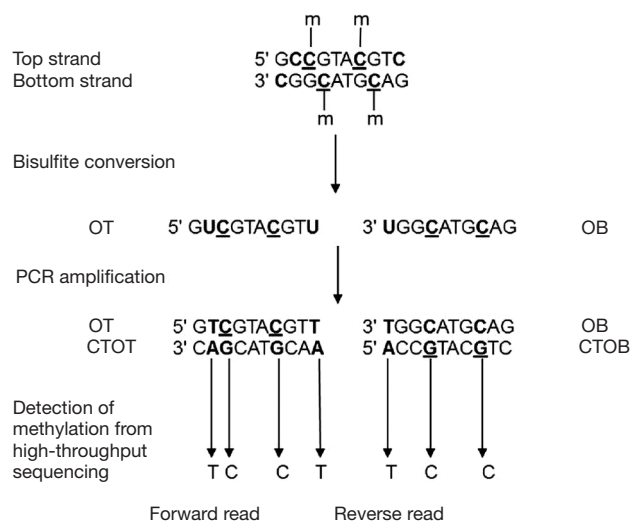 m m
Top strand 5' GCCGTACGTC
Bottom strand 3' CGGCATGCAG
m m
Bisulfite conversion
OT 5' GUCGTACGTU 3' UGGCATGCAG OB
PCR amplification
OT 5' GTCGTACGTT 3' TGGCATGCAG OB
CTOT 3' CAGCATGCAA 5' ACCGTACGTC CTOB
Detection of
methylation from
high-throughput
sequencing T C C T T C C
Forward read Reverse read